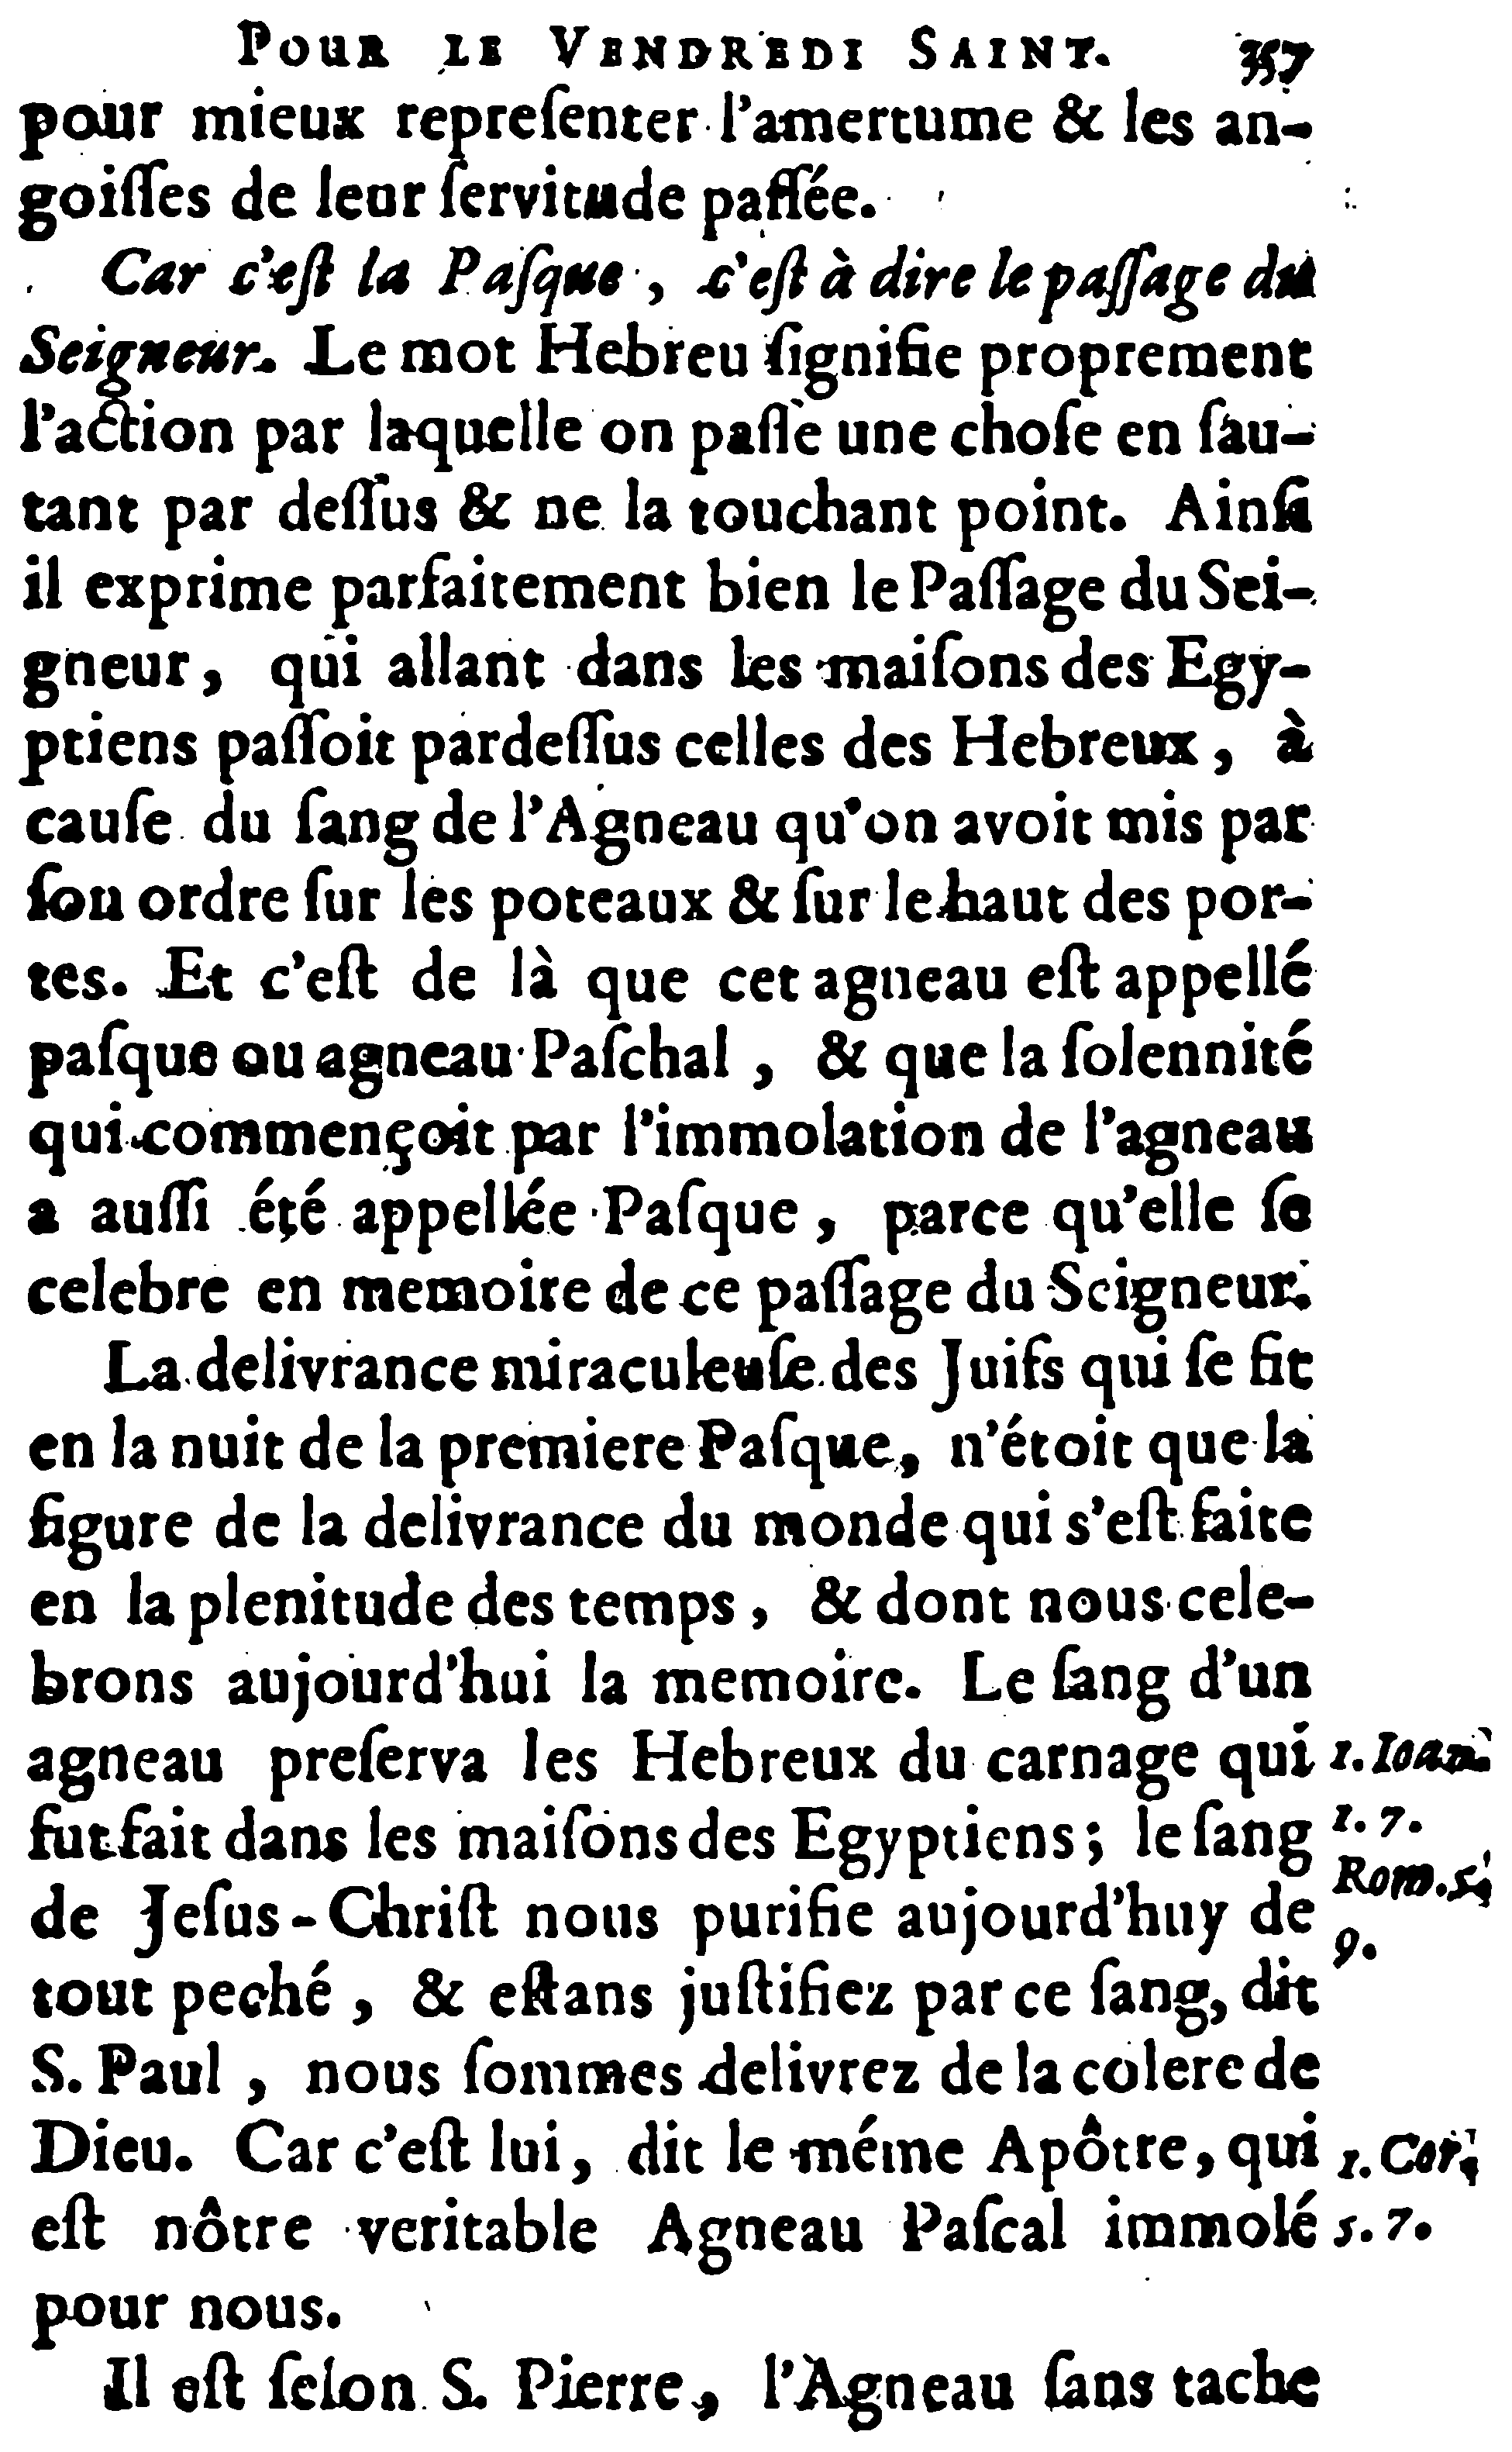 POUR LE VENDREDI SAINT. 357
pour mieux repreſenter l'amertume & les an-
goiſſes de leur ſervitude paſſée.
Car c'eſt la Paſque, c'eſt à dire le paſſage du
Seigneur. Le mot Hebreu ſignifie proprement
l'action par laquelle on paſſe une choſe en ſau-
tant par deſſus & ne la touchant point. Ainſi
il exprime parfaitement bien le Paſſage du Sei-
gneur, qui allant dans les maiſons des Egy-
ptiens paſſoit pardeſſus celles des Hebreux, à
cauſe du ſang de l'Agneau qu'on avoit mis par
ſon ordre ſur les poteaux & ſur le haut des por-
tes. Et c'eſt de là que cet agneau eſt appellé
paſque ou agneau Paſchal, & que la ſolennité
qui commençoit par l'immolation de l'agneau
a auſſi été appellée Paſque, parce qu'elle ſe
celebre en memoire de ce paſſage du Seigneur.
La delivrance miraculeuſe des Juifs qui ſe fit
en la nuit de la premiere Paſque, n'étoit que la
figure de la delivrance du monde qui s'eſt faite
en la plenitude des temps, & dont nous cele-
brons aujourd'hui la memoire. Le ſang d'un
agneau preſerva les Hebreux du carnage qui
fut fait dans les maiſons des Egyptiens; le ſang
de Jeſus-Chriſt nous purifie aujourd'huy de
tout peché, & eſtans juſtifiez par ce ſang, dit
S. Paul, nous ſommes delivrez de la colere de
Dieu. Car c'eſt lui, dit le méme Apôtre, qui
eſt nôtre veritable Agneau Paſcal immolé
pour nous.
Il eſt ſelon S. Pierre, l'Agneau ſans tache
1. Ioan.
1. 7.
Rom. 5.
9.
1. Cor.
5. 7.